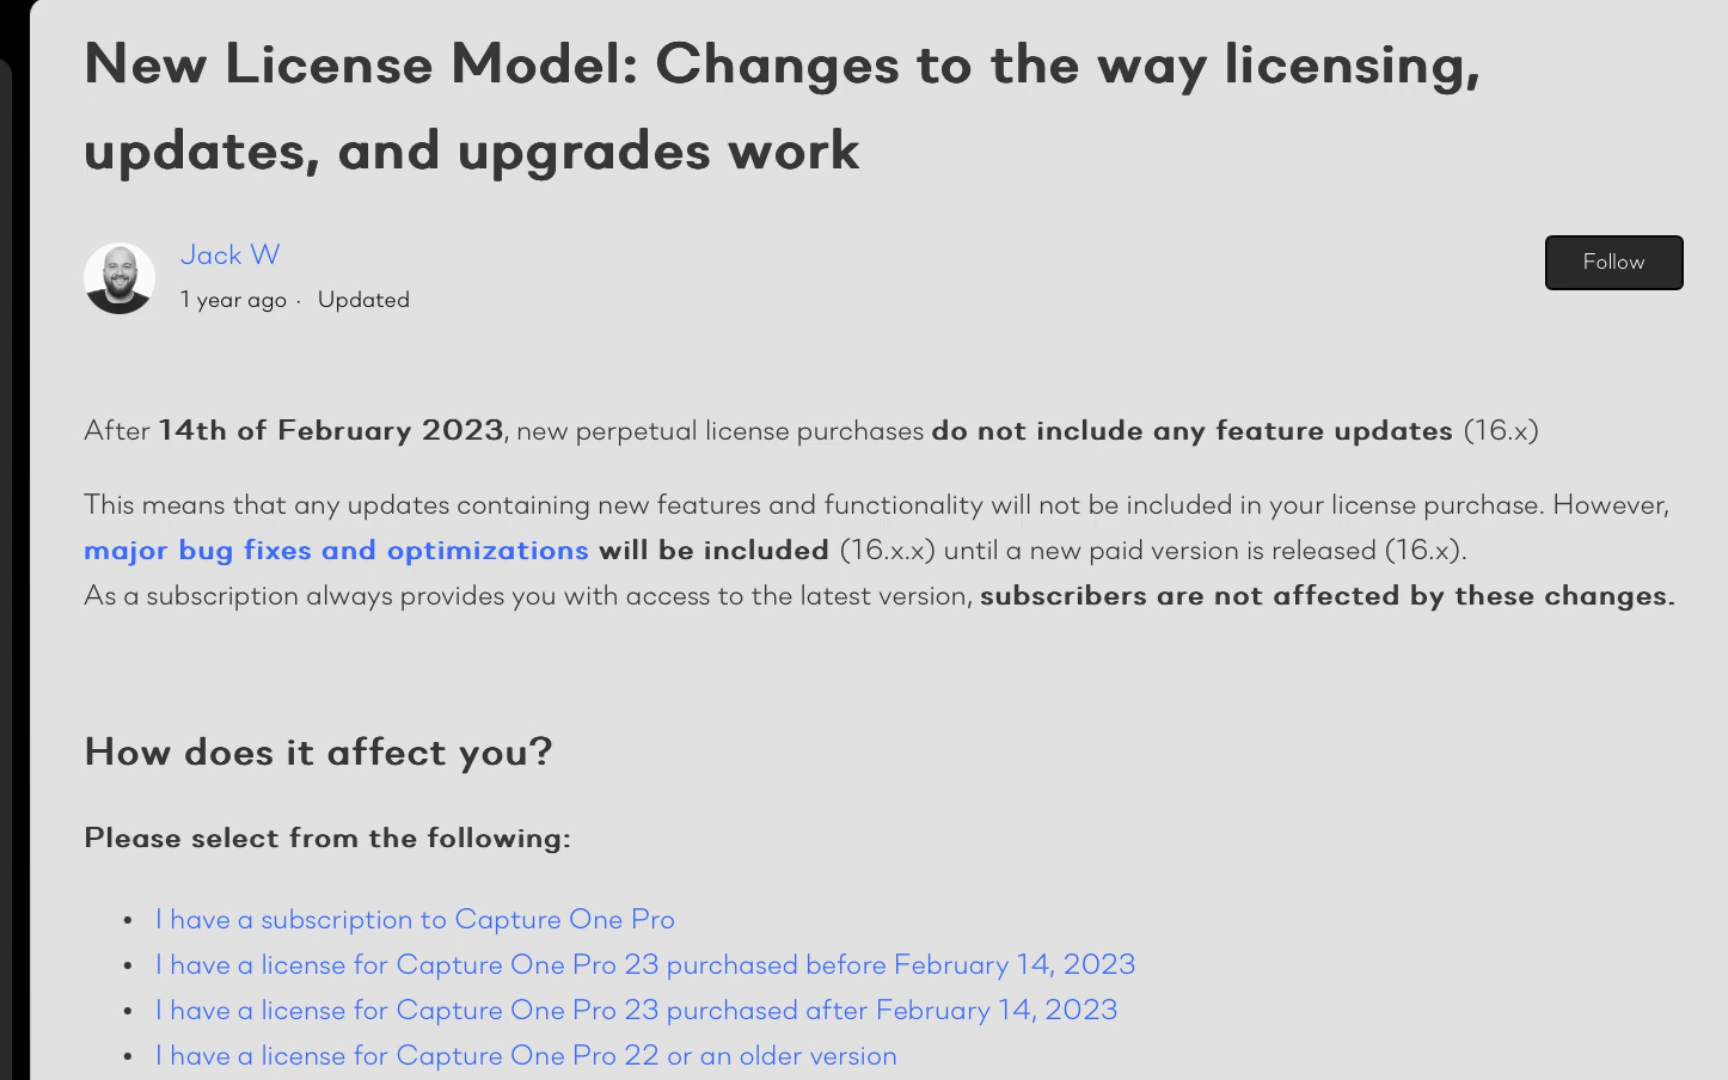 New License Model: Changes to the way licensing,
updates, and upgrades work
Jack W
1 year ago · Updated
Follow
After 14th of February 2023, new perpetual license purchases do not include any feature updates (16.x)
This means that any updates containing new features and functionality will not be included in your license purchase. However,
major bug fixes and optimizations will be included (16.x.x) until a new paid version is released (16.x).
As a subscription always provides you with access to the latest version, subscribers are not affected by these changes.
How does it affect you?
Please select from the following:
• I have a subscription to Capture One Pro
• I have a license for Capture One Pro 23 purchased before February 14, 2023
• I have a license for Capture One Pro 23 purchased after February 14, 2023
• I have a license for Capture One Pro 22 or an older version